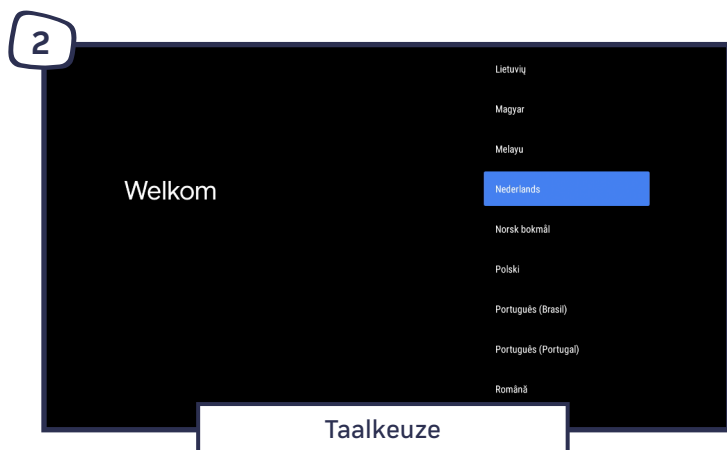 2
Lietuvių
Magyar
Melayu
Welkom
Nederlands
Norsk bokmål
Polski
Português (Brasil)
Português (Portugal)
Română
Taalkeuze